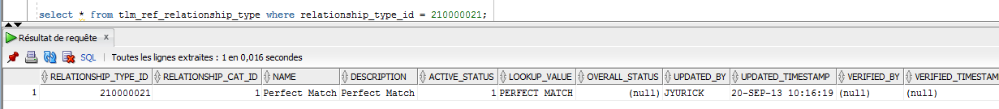 select * from tlm_ref_relationship_type where relationship_type_id = 210000021;
Résultat de requête x
SQL | Toutes les lignes extraites : 1 en 0,016 secondes
RELATIONSHIP_TYPE_ID RELATIONSHIP_CAT_ID NAME DESCRIPTION ACTIVE_STATUS LOOKUP_VALUE OVERALL_STATUS UPDATED_BY UPDATED_TIMESTAMP VERIFIED_BY VERIFIED_TIMESTAM
1 210000021 1 Perfect Match Perfect Match 1 PERFECT MATCH (null) JYURICK 20-SEP-13 10:16:19 (null) (null)